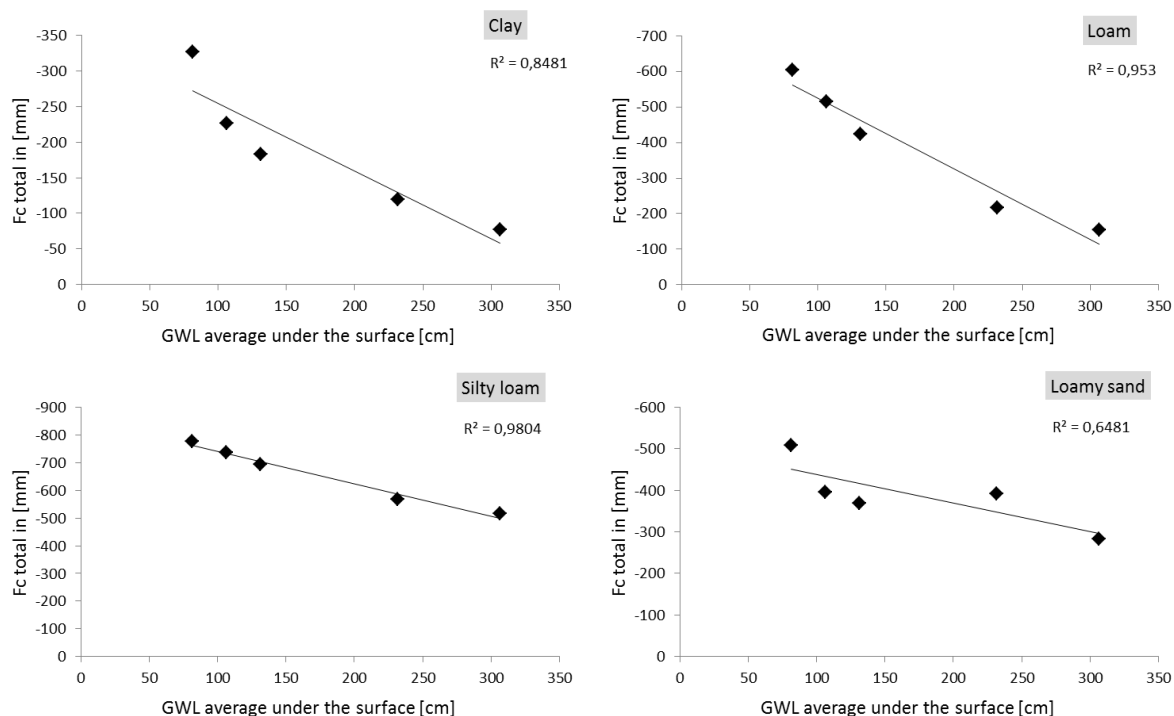 Clay
R² = 0,8481
Fc total in [mm]
-350
-300
-250
-200
-150
-100
-50
0
0 50 100 150 200 250 300 350
GWL average under the surface [cm]
Loam
R² = 0,953
Fc total in [mm]
-700
-600
-500
-400
-300
-200
-100
0
0 50 100 150 200 250 300 350
GWL average under the surface [cm]
Silty loam
R² = 0,9804
Fc total in [mm]
-900
-800
-700
-600
-500
-400
-300
-200
-100
0
0 50 100 150 200 250 300 350
GWL average under the surface [cm]
Loamy sand
R² = 0,6481
Fc total in [mm]
-600
-500
-400
-300
-200
-100
0
0 50 100 150 200 250 300 350
GWL average under the surface [cm]